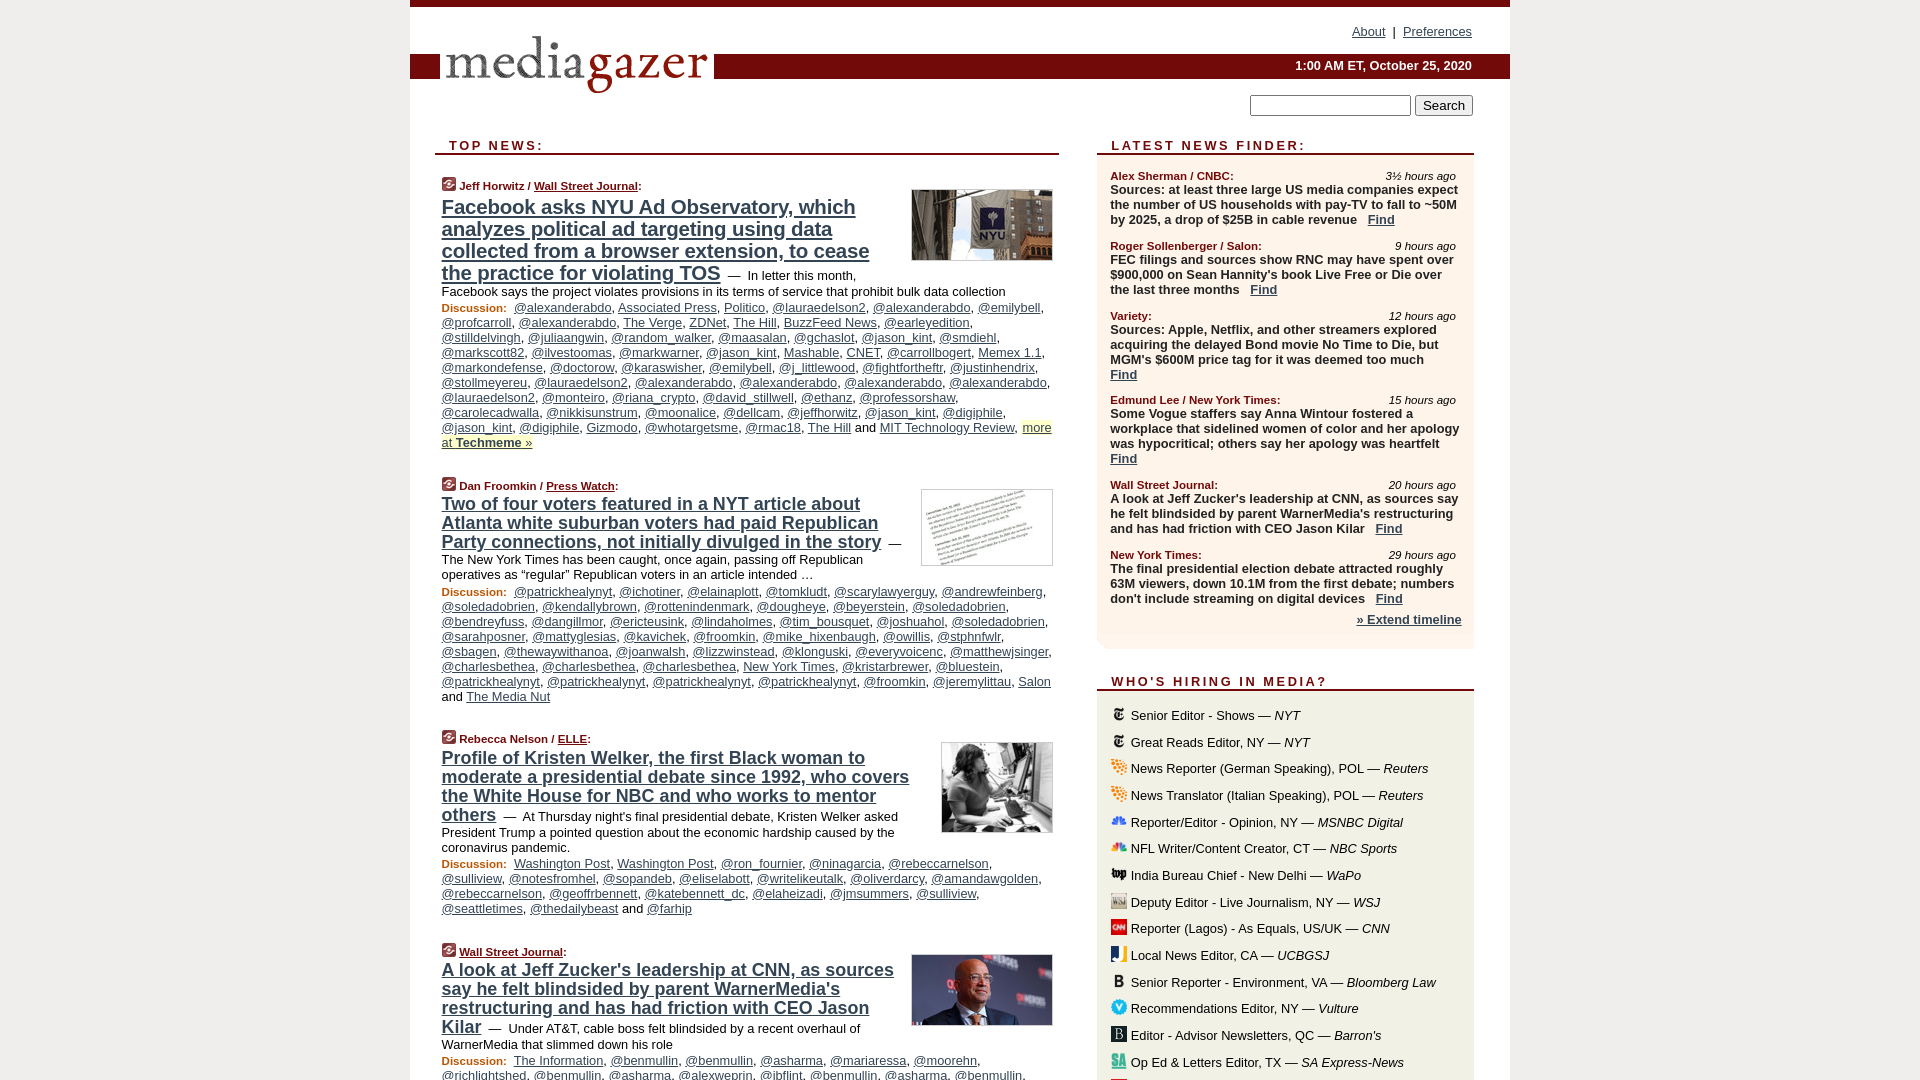 About | Preferences
mediagazer
1:00 AM ET, October 25, 2020
Search
TOP NEWS:
Jeff Horwitz / Wall Street Journal:
Facebook asks NYU Ad Observatory, which
analyzes political ad targeting using data
collected from a browser extension, to cease
the practice for violating TOS — In letter this month,
Facebook says the project violates provisions in its terms of service that prohibit bulk data collection
Discussion: @alexanderabdo, Associated Press, Politico, @lauraedelson2, @alexanderabdo, @emilybell,
@profcarroll, @alexanderabdo, The Verge, ZDNet, The Hill, BuzzFeed News, @earleyedition,
@stilldelvingh, @juliaangwin, @random_walker, @maasalan, @gchaslot, @jason_kint, @smdiehl,
@markscott82, @ilvestoomas, @markwarner, @jason_kint, Mashable, CNET, @carrollbogert, Memex 1.1,
@markondefense, @doctorow, @karaswisher, @emilybell, @j_littlewood, @fightfortheftr, @justinhendrix,
@stollmeyereu, @lauraedelson2, @alexanderabdo, @alexanderabdo, @alexanderabdo, @alexanderabdo,
@lauraedelson2, @monteiro, @riana_crypto, @david_stillwell, @ethanz, @professorshaw,
@carolecadwalla, @nikkisunstrum, @moonalice, @dellcam, @jeffhorwitz, @jason_kint, @digiphile,
@jason_kint, @digiphile, Gizmodo, @whotargetsme, @rmac18, The Hill and MIT Technology Review, more
at Techmeme »
NYU
Dan Froomkin / Press Watch:
Two of four voters featured in a NYT article about
Atlanta white suburban voters had paid Republican
Party connections, not initially divulged in the story —
The New York Times has been caught, once again, passing off Republican
operatives as “regular” Republican voters in an article intended …
Discussion: @patrickhealynyt, @ichotiner, @elainaplott, @tomkludt, @scarylawyerguy, @andrewfeinberg,
@soledadobrien, @kendallybrown, @rottenindenmark, @dougheye, @beyerstein, @soledadobrien,
@bendreyfuss, @dangillmor, @ericteusink, @lindaholmes, @tim_bousquet, @joshuahol, @soledadobrien,
@sarahposner, @mattyglesias, @kavichek, @froomkin, @mike_hixenbaugh, @owillis, @stphnfwlr,
@sbagen, @thewaywithanoa, @joanwalsh, @lizzwinstead, @klonguski, @everyvoicenc, @matthewjsinger,
@charlesbethea, @charlesbethea, @charlesbethea, New York Times, @kristarbrewer, @bluestein,
@patrickhealynyt, @patrickhealynyt, @patrickhealynyt, @patrickhealynyt, @froomkin, @jeremylittau, Salon
and The Media Nut
Rebecca Nelson / ELLE:
Profile of Kristen Welker, the first Black woman to
moderate a presidential debate since 1992, who covers
the White House for NBC and who works to mentor
others — At Thursday night's final presidential debate, Kristen Welker asked
President Trump a pointed question about the economic hardship caused by the
coronavirus pandemic.
Discussion: Washington Post, Washington Post, @ron_fournier, @ninagarcia, @rebeccarnelson,
@sulliview, @notesfromhel, @sopandeb, @eliselabott, @writelikeutalk, @oliverdarcy, @amandawgolden,
@rebeccarnelson, @geoffrbennett, @katebennett_dc, @elaheizadi, @jmsummers, @sulliview,
@seattletimes, @thedailybeast and @farhip
Wall Street Journal:
A look at Jeff Zucker's leadership at CNN, as sources
say he felt blindsided by parent WarnerMedia's
restructuring and has had friction with CEO Jason
Kilar — Under AT&T, cable boss felt blindsided by a recent overhaul of
WarnerMedia that slimmed down his role
Discussion: The Information, @benmullin, @benmullin, @asharma, @mariaressa, @moorehn,
@richlightshed, @benmullin, @asharma, @alexweprin, @jbflint, @benmullin, @asharma, @benmullin,
LATEST NEWS FINDER:
Alex Sherman / CNBC: 3½ hours ago
Sources: at least three large US media companies expect
the number of US households with pay-TV to fall to ~50M
by 2025, a drop of $25B in cable revenue Find
Roger Sollenberger / Salon: 9 hours ago
FEC filings and sources show RNC may have spent over
$900,000 on Sean Hannity's book Live Free or Die over
the last three months Find
Variety: 12 hours ago
Sources: Apple, Netflix, and other streamers explored
acquiring the delayed Bond movie No Time to Die, but
MGM's $600M price tag for it was deemed too much
Find
Edmund Lee / New York Times: 15 hours ago
Some Vogue staffers say Anna Wintour fostered a
workplace that sidelined women of color and her apology
was hypocritical; others say her apology was heartfelt
Find
Wall Street Journal: 20 hours ago
A look at Jeff Zucker's leadership at CNN, as sources say
he felt blindsided by parent WarnerMedia's restructuring
and has had friction with CEO Jason Kilar Find
New York Times: 29 hours ago
The final presidential election debate attracted roughly
63M viewers, down 10.1M from the first debate; numbers
don't include streaming on digital devices Find
» Extend timeline
WHO'S HIRING IN MEDIA?
Senior Editor - Shows — NYT
Great Reads Editor, NY — NYT
News Reporter (German Speaking), POL — Reuters
News Translator (Italian Speaking), POL — Reuters
Reporter/Editor - Opinion, NY — MSNBC Digital
NFL Writer/Content Creator, CT — NBC Sports
wp India Bureau Chief - New Delhi — WaPo
Deputy Editor - Live Journalism, NY — WSJ
CNN Reporter (Lagos) - As Equals, US/UK — CNN
Local News Editor, CA — UCBGSJ
B Senior Reporter - Environment, VA — Bloomberg Law
Recommendations Editor, NY — Vulture
B Editor - Advisor Newsletters, QC — Barron's
SA Op Ed & Letters Editor, TX — SA Express-News